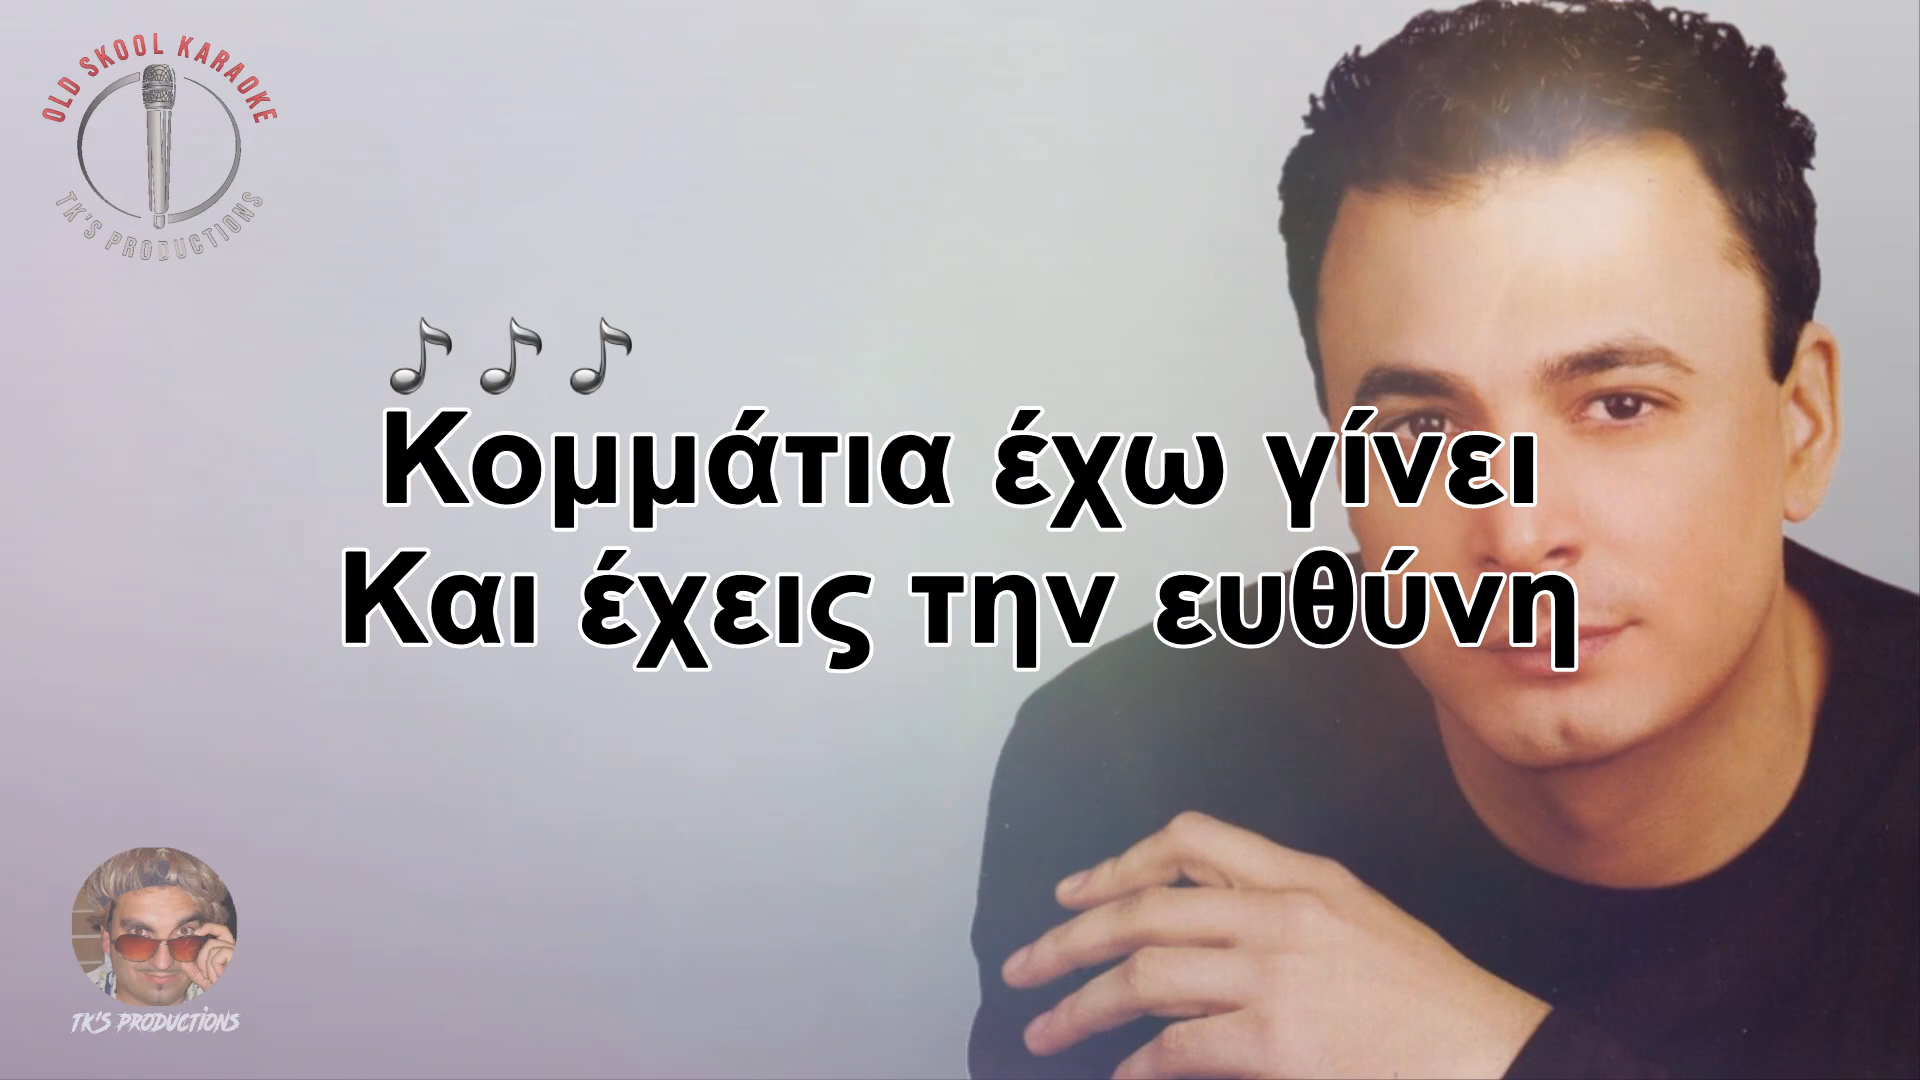 OLD SKOOL KARAOKE
TK'S PRODUCTIONS
Κομμάτια έχω γίνει
Και έχεις την ευθύνη
TK'S PRODUCTIONS